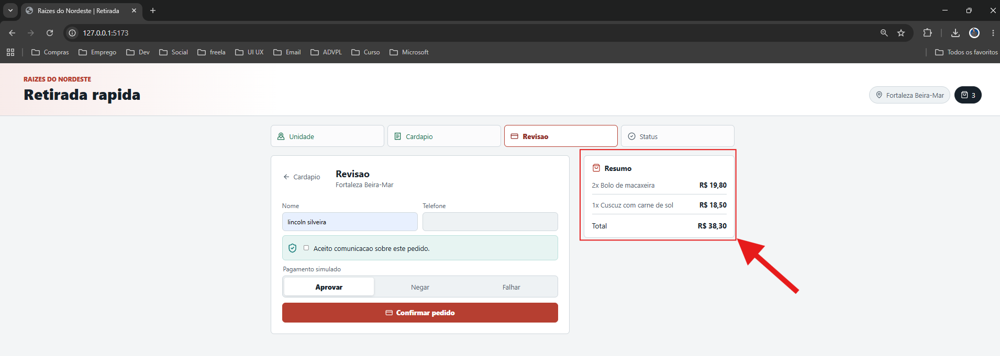 Raizes do Nordeste | Retirada
127.0.0.1:5173
Compras Emprego Dev Social freela UI UX Email ADVPL Curso Microsoft Todos os favoritos
RAIZES DO NORDESTE
Retirada rapida
Fortaleza Beira-Mar 3
Unidade Cardapio Revisao Status
Cardapio
Revisao
Fortaleza Beira-Mar
Nome Telefone
lincoln silveira
Aceito comunicacao sobre este pedido.
Pagamento simulado
Aprovar Negar Falhar
Confirmar pedido
Resumo
2x Bolo de macaxeira R$ 19,80
1x Cuscuz com carne de sol R$ 18,50
Total R$ 38,30